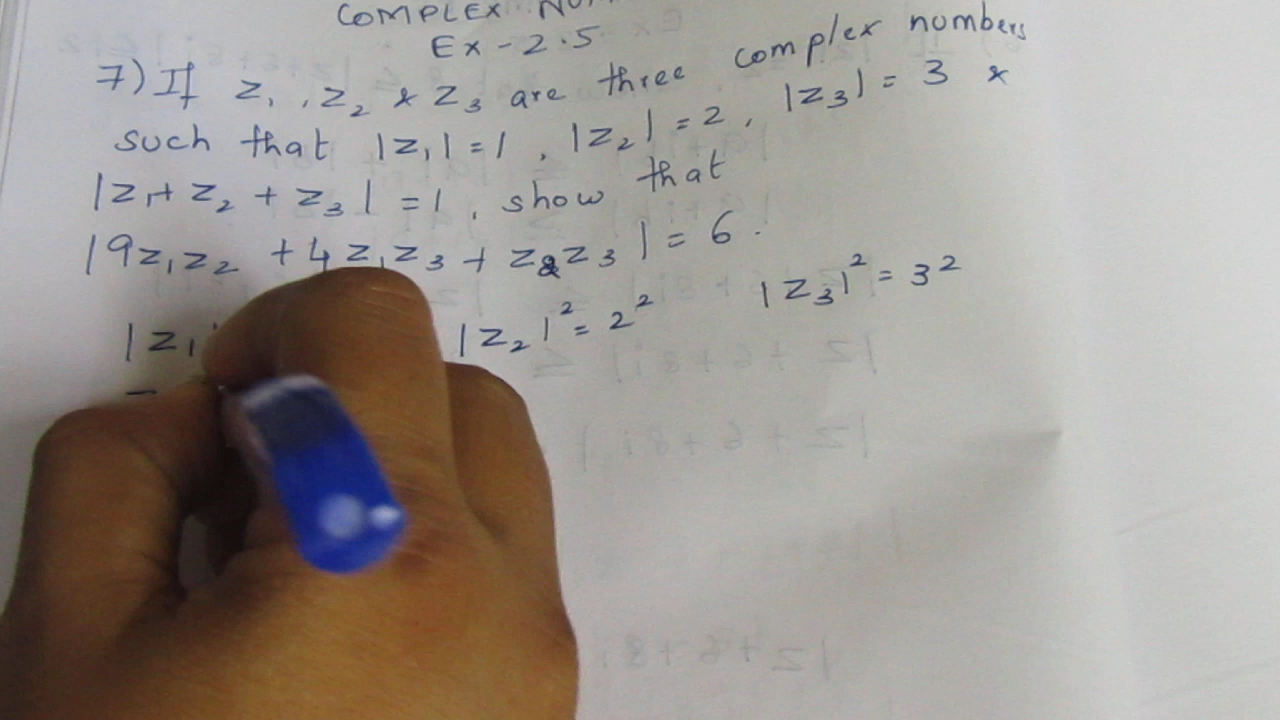 COMPLEX
Ex - 2.5
7) If z₁, z₂ & z₃ are three complex numbers
such that |z₁| = 1, |z₂| = 2, |z₃| = 3 &
|z₁ + z₂ + z₃| = 1, show that
|9z₁z₂ + 4z₁z₃ + z₂z₃| = 6.
|z₁| |z₂|² = 2² |z₃|² = 3²